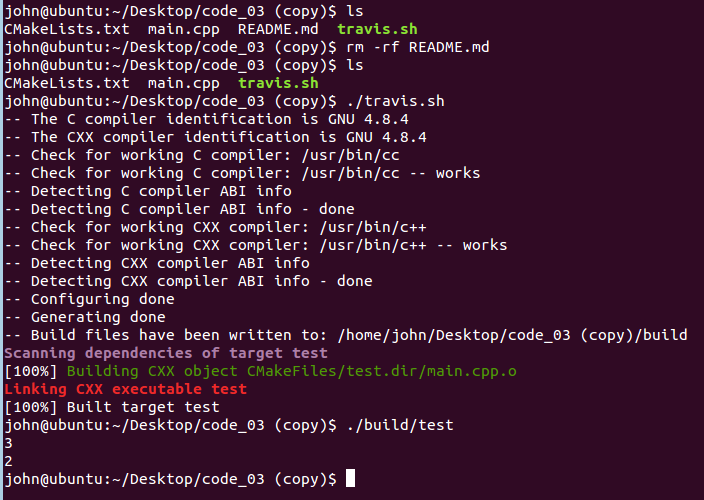 john@ubuntu:~/Desktop/code_03 (copy)$ ls
CMakeLists.txt  main.cpp  README.md  travis.sh
john@ubuntu:~/Desktop/code_03 (copy)$ rm -rf README.md
john@ubuntu:~/Desktop/code_03 (copy)$ ls
CMakeLists.txt  main.cpp  travis.sh
john@ubuntu:~/Desktop/code_03 (copy)$ ./travis.sh
-- The C compiler identification is GNU 4.8.4
-- The CXX compiler identification is GNU 4.8.4
-- Check for working C compiler: /usr/bin/cc
-- Check for working C compiler: /usr/bin/cc -- works
-- Detecting C compiler ABI info
-- Detecting C compiler ABI info - done
-- Check for working CXX compiler: /usr/bin/c++
-- Check for working CXX compiler: /usr/bin/c++ -- works
-- Detecting CXX compiler ABI info
-- Detecting CXX compiler ABI info - done
-- Configuring done
-- Generating done
-- Build files have been written to: /home/john/Desktop/code_03 (copy)/build
Scanning dependencies of target test
[100%] Building CXX object CMakeFiles/test.dir/main.cpp.o
Linking CXX executable test
[100%] Built target test
john@ubuntu:~/Desktop/code_03 (copy)$ ./build/test
3
2
john@ubuntu:~/Desktop/code_03 (copy)$